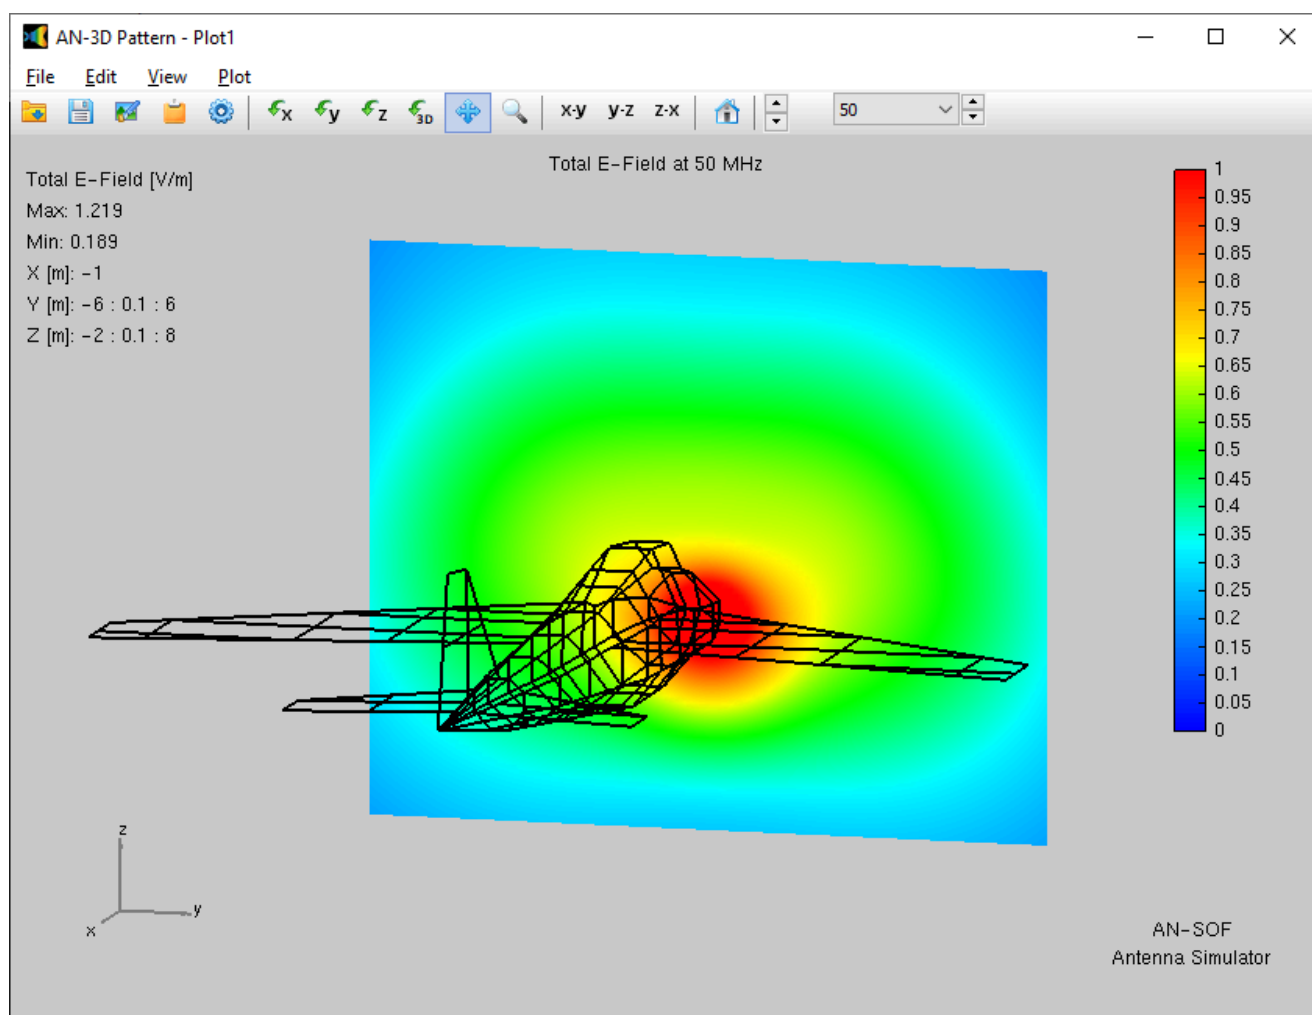 AN-3D Pattern - Plot1
File Edit View Plot
x y z 3D x-y y-z z-x 50
Total E-Field at 50 MHz
Total E-Field [V/m]
Max: 1.219
Min: 0.189
X [m]: -1
Y [m]: -6 : 0.1 : 6
Z [m]: -2 : 0.1 : 8
1
0.95
0.9
0.85
0.8
0.75
0.7
0.65
0.6
0.55
0.5
0.45
0.4
0.35
0.3
0.25
0.2
0.15
0.1
0.05
0
z
y
x
AN-SOF
Antenna Simulator